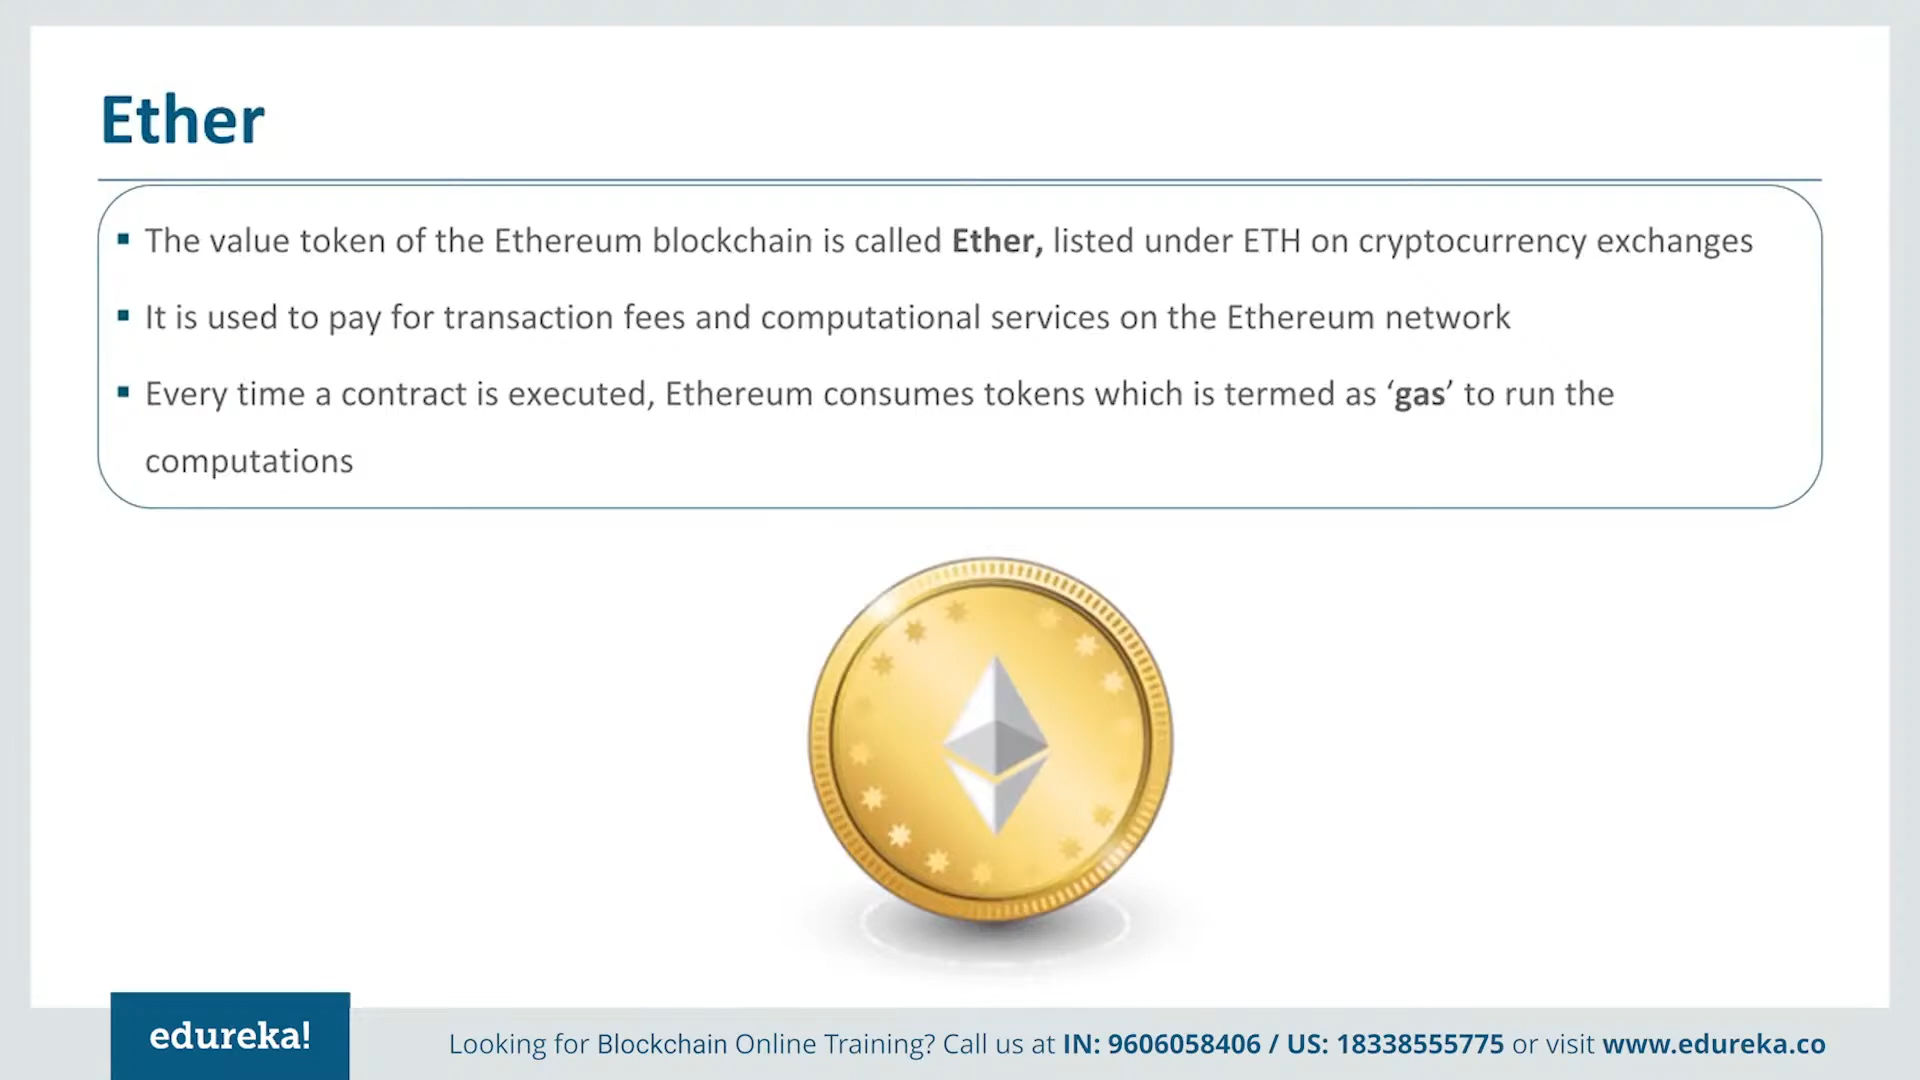 Ether
▪ The value token of the Ethereum blockchain is called Ether, listed under ETH on cryptocurrency exchanges
▪ It is used to pay for transaction fees and computational services on the Ethereum network
▪ Every time a contract is executed, Ethereum consumes tokens which is termed as ‘gas’ to run the
computations
edureka!
Looking for Blockchain Online Training? Call us at IN: 9606058406 / US: 18338555775 or visit www.edureka.co